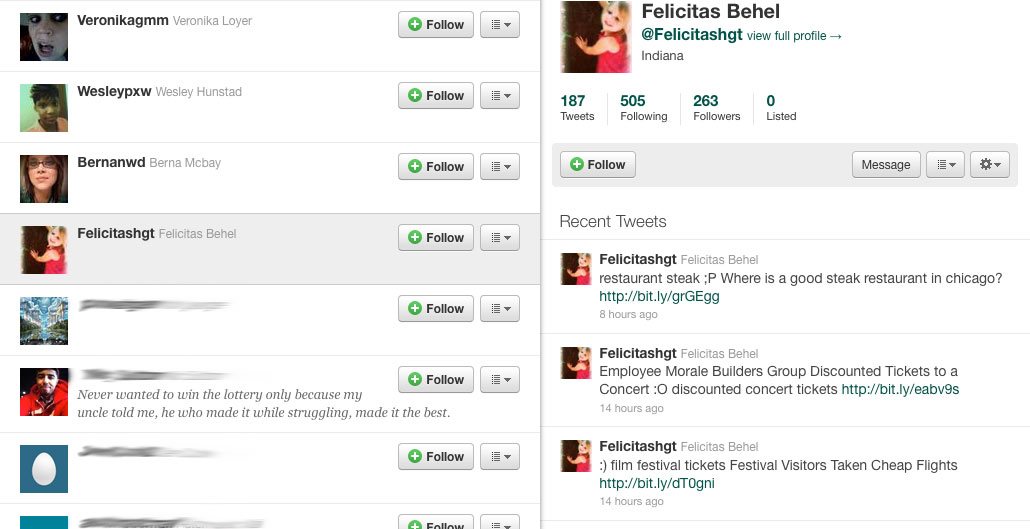 Veronikagmm Veronika Loyer
Follow
Wesleypxw Wesley Hunstad
Follow
Bernanwd Berna Mcbay
Follow
Felicitashgt Felicitas Behel
Follow
Follow
Follow
Never wanted to win the lottery only because my
uncle told me, he who made it while struggling, made it the best.
Follow
Follow
Felicitas Behel
@Felicitashgt view full profile →
Indiana
187 505 263 0
Tweets Following Followers Listed
Follow Message
Recent Tweets
Felicitashgt Felicitas Behel
restaurant steak ;P Where is a good steak restaurant in chicago?
http://bit.ly/grGEgg
8 hours ago
Felicitashgt Felicitas Behel
Employee Morale Builders Group Discounted Tickets to a
Concert :O discounted concert tickets http://bit.ly/eabv9s
14 hours ago
Felicitashgt Felicitas Behel
:) film festival tickets Festival Visitors Taken Cheap Flights
http://bit.ly/dT0gni
14 hours ago